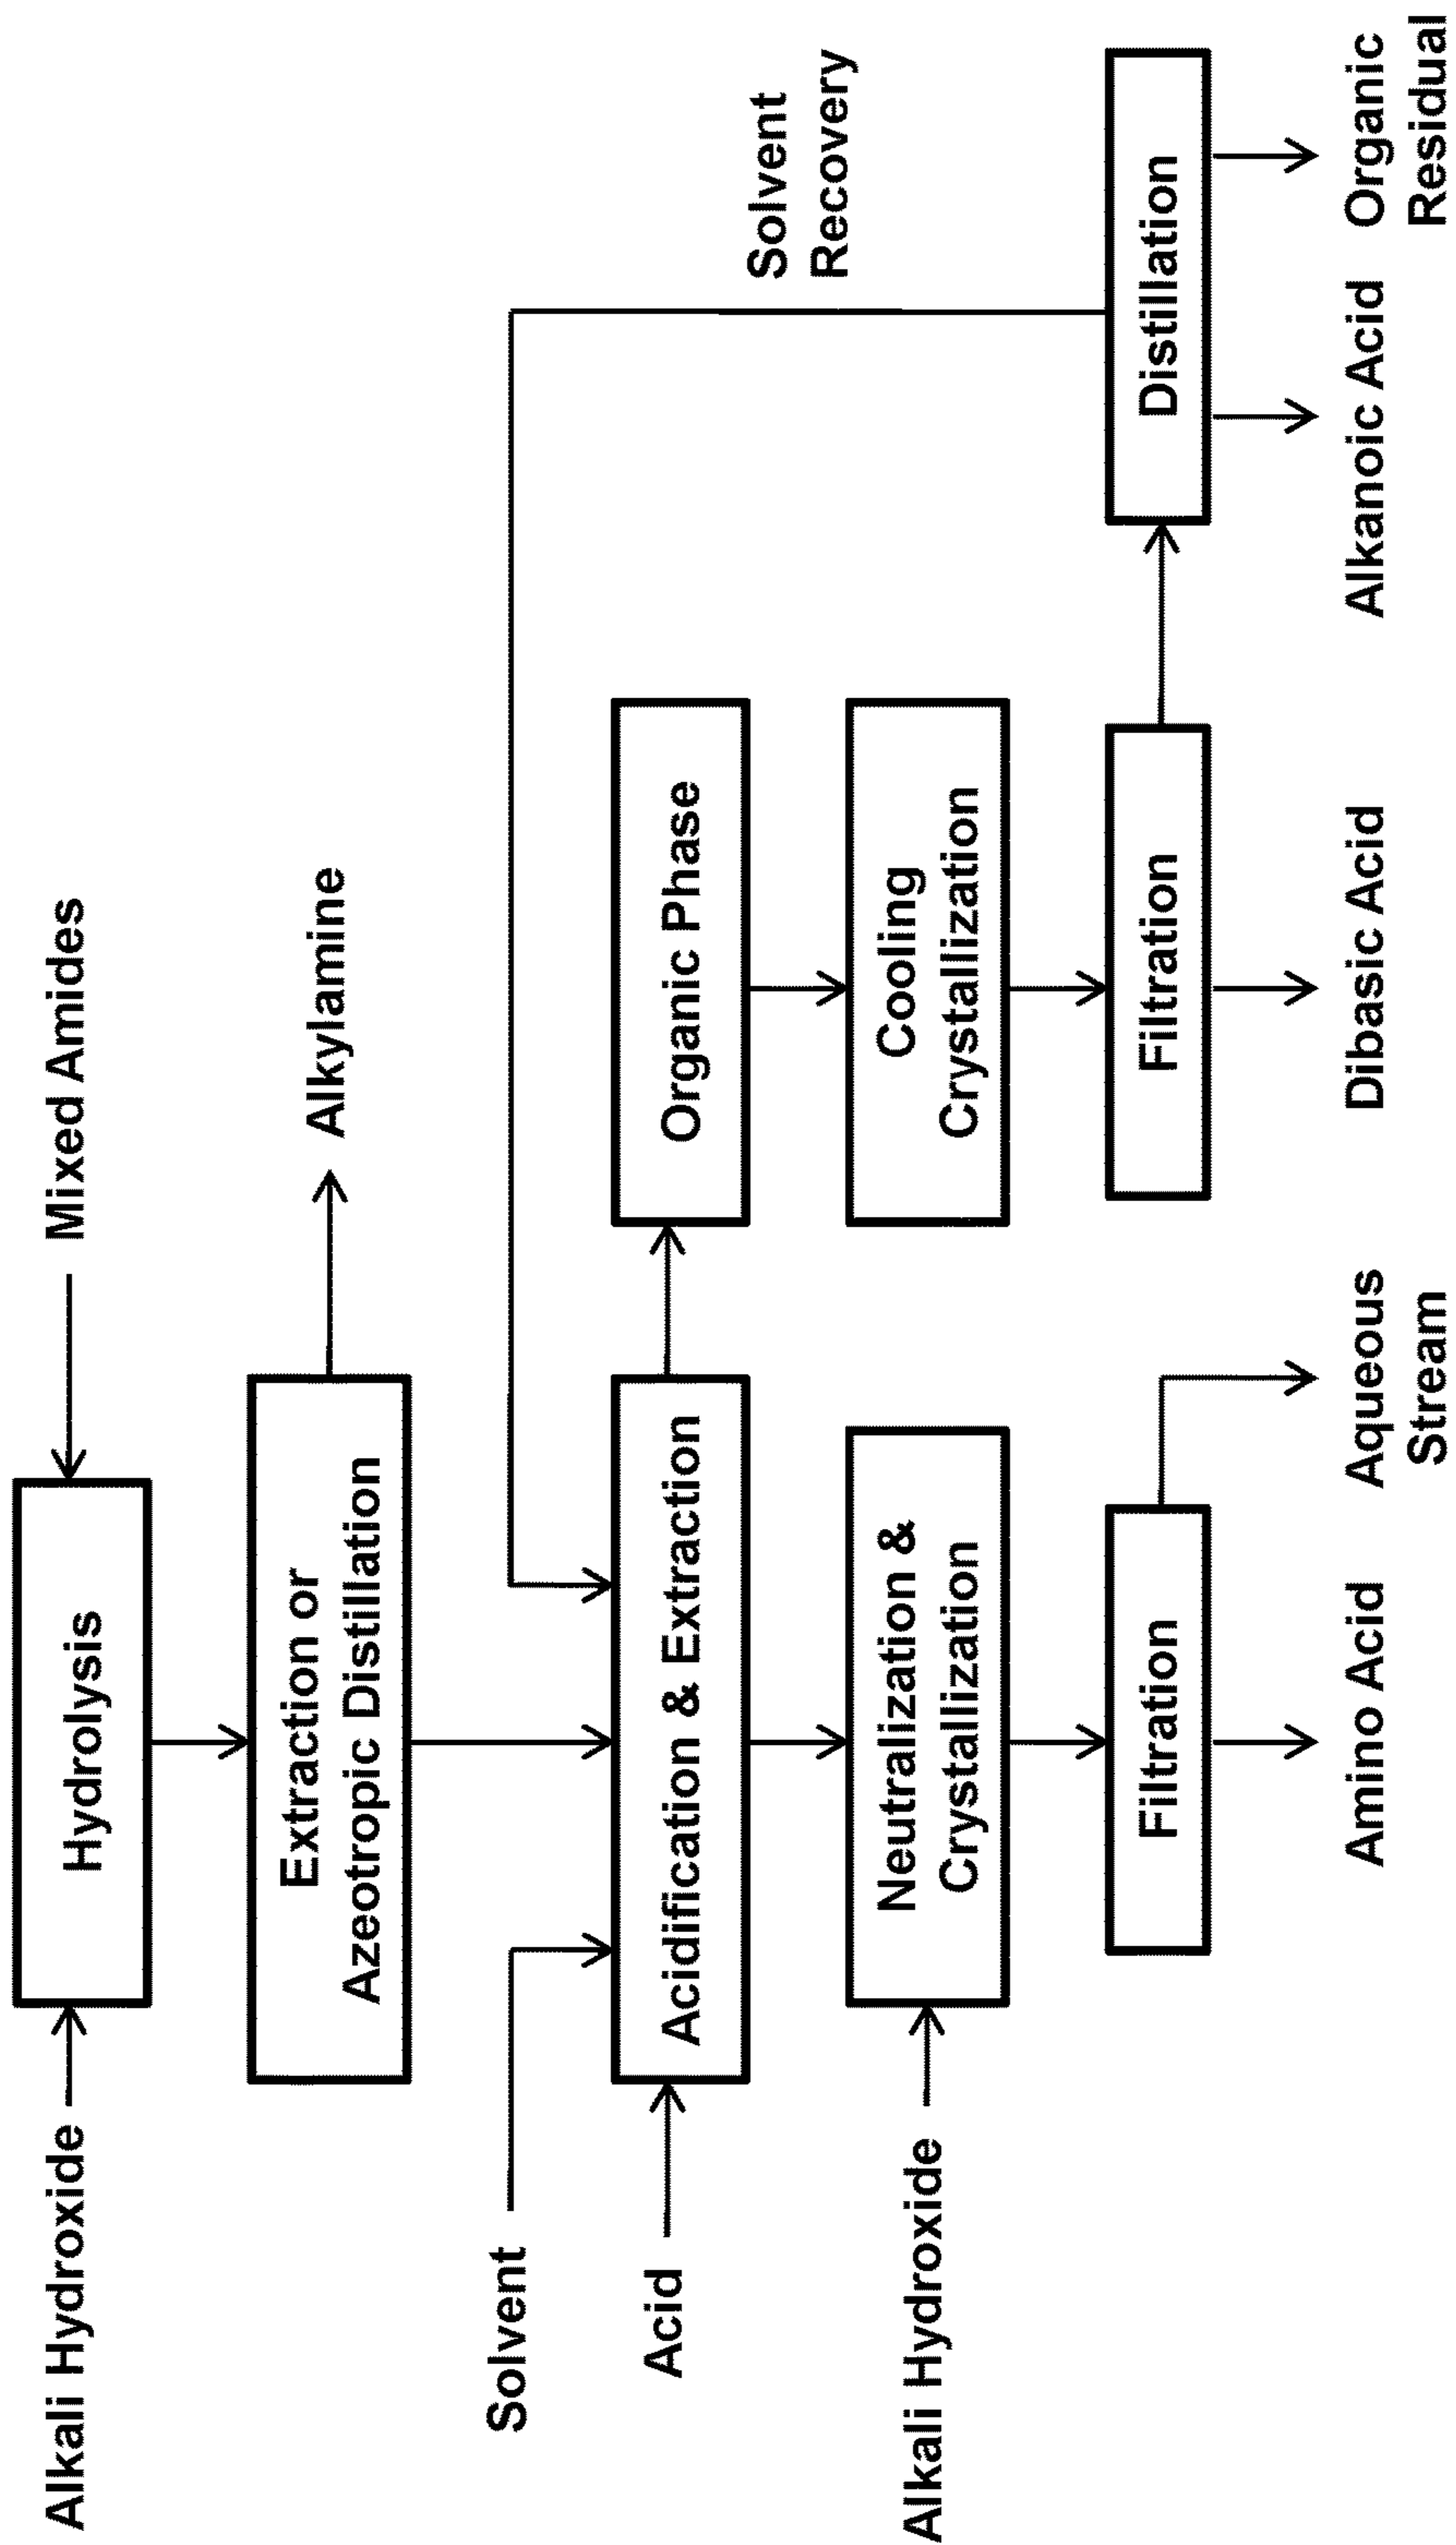 Alkali Hydroxide
Hydrolysis
Mixed Amides
Extraction or
Azeotropic Distillation
Alkylamine
Solvent
Solvent
Recovery
Acid
Acidification & Extraction
Organic Phase
Alkali Hydroxide
Neutralization &
Crystallization
Cooling
Crystallization
Filtration
Filtration
Distillation
Amino Acid
Aqueous
Stream
Dibasic Acid
Alkanoic Acid
Organic
Residual